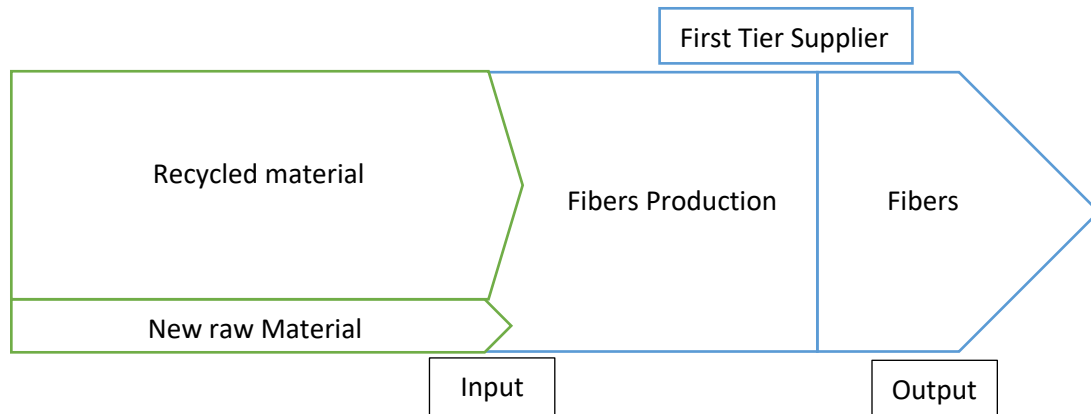 First Tier Supplier
Recycled material
Fibers Production
Fibers
New raw Material
Input
Output